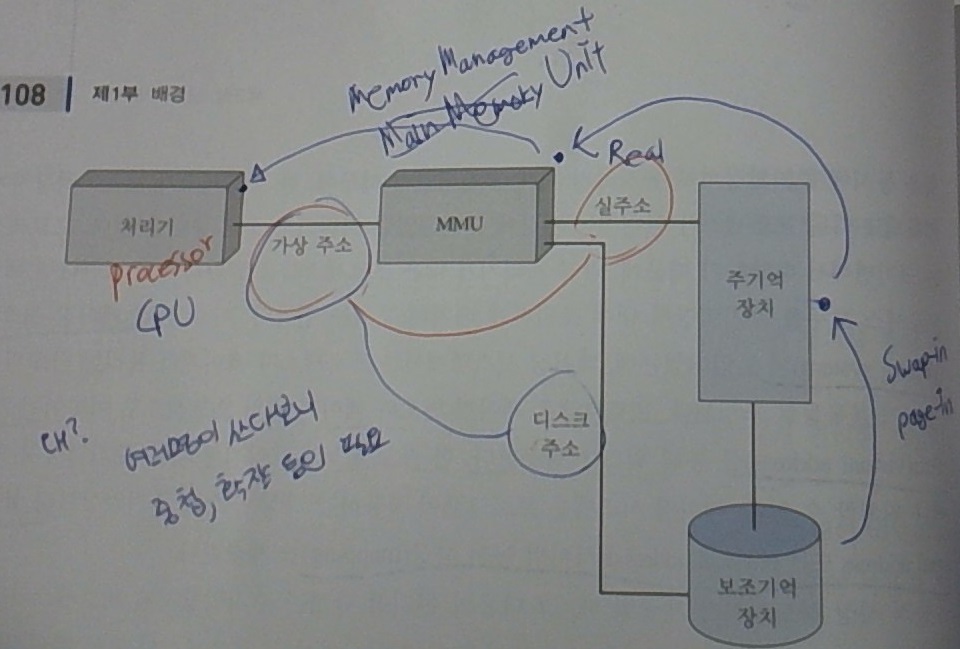 108 제1부 배경
Memory Management
Main Memory Unit
Real
처리기
processor
CPU
가상 주소
MMU
실주소
주기억
장치
Swap-in
page-in
디스크
주소
여러명이 쓰다보니
중첩, 확장 등의 필요
보조기억
장치